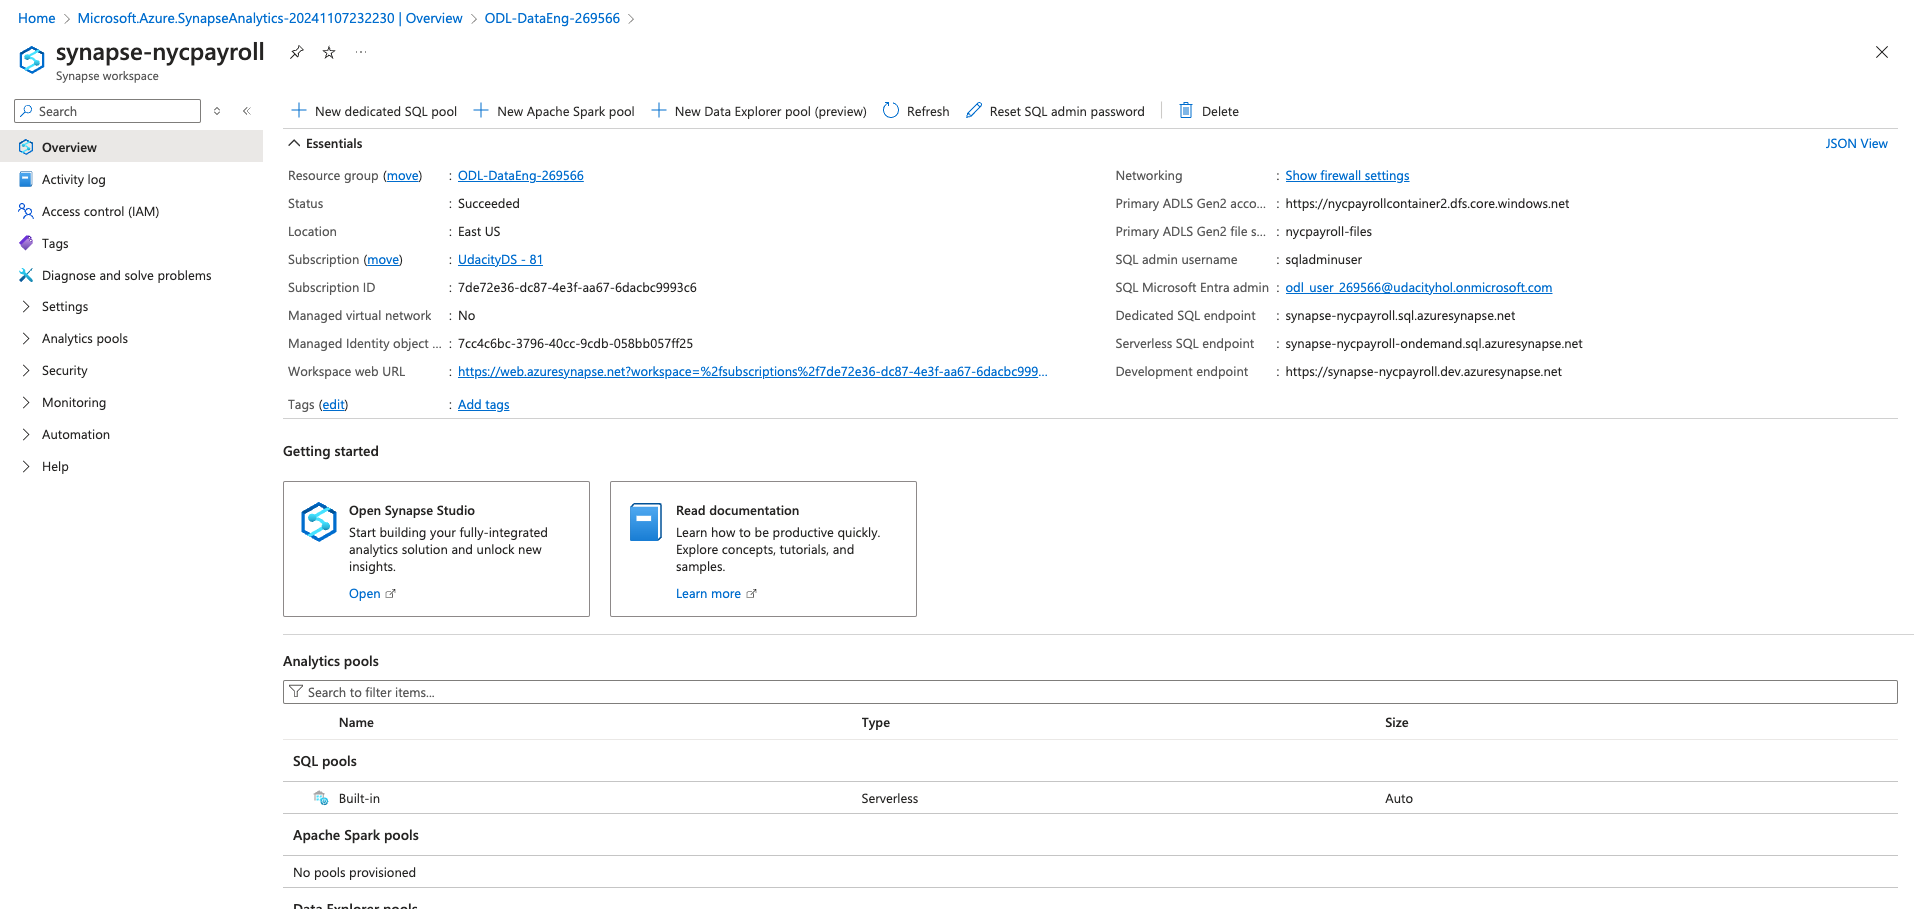 Home > Microsoft.Azure.SynapseAnalytics-20241107232230 | Overview > ODL-DataEng-269566 >
synapse-nycpayroll
Synapse workspace
Search
Overview
Activity log
Access control (IAM)
Tags
Diagnose and solve problems
Settings
Analytics pools
Security
Monitoring
Automation
Help
New dedicated SQL pool New Apache Spark pool New Data Explorer pool (preview) Refresh Reset SQL admin password Delete
Essentials
JSON View
Resource group (move) : ODL-DataEng-269566
Status : Succeeded
Location : East US
Subscription (move) : UdacityDS - 81
Subscription ID : 7de72e36-dc87-4e3f-aa67-6dacbc9993c6
Managed virtual network : No
Managed Identity object ... : 7cc4c6bc-3796-40cc-9cdb-058bb057ff25
Workspace web URL : https://web.azuresynapse.net?workspace=%2fsubscriptions%2f7de72e36-dc87-4e3f-aa67-6dacbc999...
Tags (edit) : Add tags
Networking : Show firewall settings
Primary ADLS Gen2 acco... : https://nycpayrollcontainer2.dfs.core.windows.net
Primary ADLS Gen2 file s... : nycpayroll-files
SQL admin username : sqladminuser
SQL Microsoft Entra admin : odl_user_269566@udacityhol.onmicrosoft.com
Dedicated SQL endpoint : synapse-nycpayroll.sql.azuresynapse.net
Serverless SQL endpoint : synapse-nycpayroll-ondemand.sql.azuresynapse.net
Development endpoint : https://synapse-nycpayroll.dev.azuresynapse.net
Getting started
Open Synapse Studio
Start building your fully-integrated
analytics solution and unlock new
insights.
Open
Read documentation
Learn how to be productive quickly.
Explore concepts, tutorials, and
samples.
Learn more
Analytics pools
Search to filter items...
Name Type Size
SQL pools
Built-in Serverless Auto
Apache Spark pools
No pools provisioned
Data Explorer pools